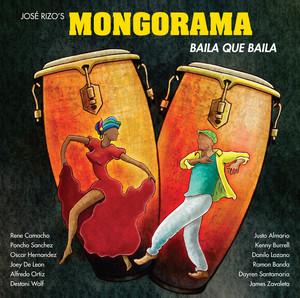 JOSÉ RIZO'S
MONGORAMA
BAILA QUE BAILA
Rene Camacho
Poncho Sanchez
Oscar Hernandez
Joey De Leon
Alfredo Ortiz
Destani Wolf
Justo Almario
Kenny Burrell
Danilo Lozano
Ramon Banda
Dayren Santamaria
James Zavaleta